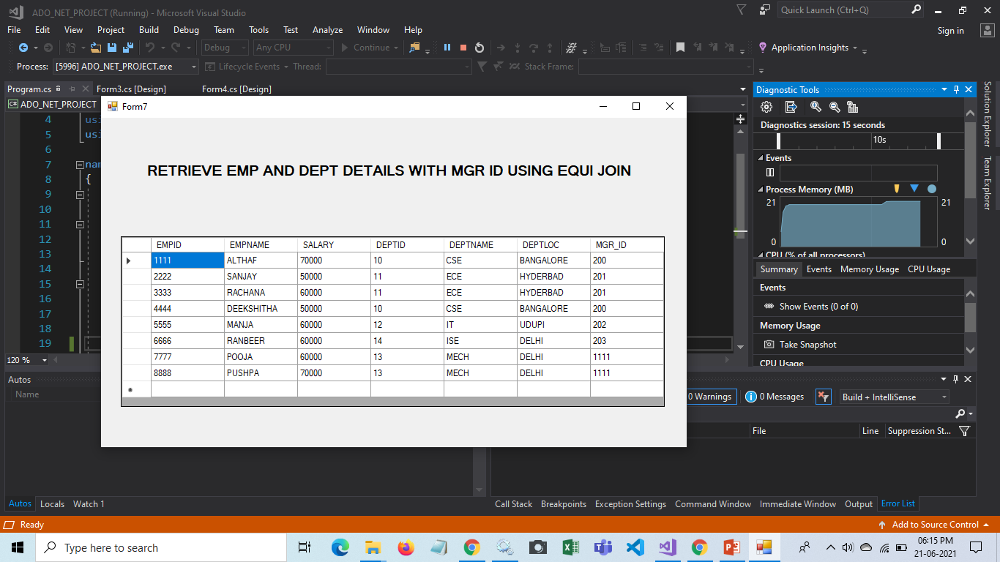 ADO_NET_PROJECT (Running) - Microsoft Visual Studio
Quick Launch (Ctrl+Q)
File Edit View Project Build Debug Team Tools Test Analyze Window Help
Sign in
Debug Any CPU Continue
Application Insights
Process: [5996] ADO_NET_PROJECT.exe Lifecycle Events Thread: Stack Frame:
Program.cs Form3.cs [Design] Form4.cs [Design]
C# ADO_NET_PROJECT
4 usi
5 usi
6
7 nam
8 {
9
10
11
12
13
14
15
16
17
18
19
120 %
Form7
RETRIEVE EMP AND DEPT DETAILS WITH MGR ID USING EQUI JOIN
EMPID EMPNAME SALARY DEPTID DEPTNAME DEPTLOC MGR_ID
1111 ALTHAF 70000 10 CSE BANGALORE 200
2222 SANJAY 50000 11 ECE HYDERBAD 201
3333 RACHANA 60000 11 ECE HYDERBAD 201
4444 DEEKSHITHA 50000 10 CSE BANGALORE 200
5555 MANJA 60000 12 IT UDUPI 202
6666 RANBEER 60000 14 ISE DELHI 203
7777 POOJA 60000 13 MECH DELHI 1111
8888 PUSHPA 70000 13 MECH DELHI 1111
Diagnostic Tools
Diagnostics session: 15 seconds
10s
Events
Process Memory (MB)
21 21
0 0
CPU (% of all processors)
Summary Events Memory Usage CPU Usage
Events
Show Events (0 of 0)
Memory Usage
Take Snapshot
CPU Usage
Solution Explorer
Team Explorer
Autos
Name
0 Warnings 0 Messages Build + IntelliSense
File Line Suppression St...
Autos Locals Watch 1
Call Stack Breakpoints Exception Settings Command Window Immediate Window Output Error List
Ready
Add to Source Control
Type here to search
06:15 PM
21-06-2021